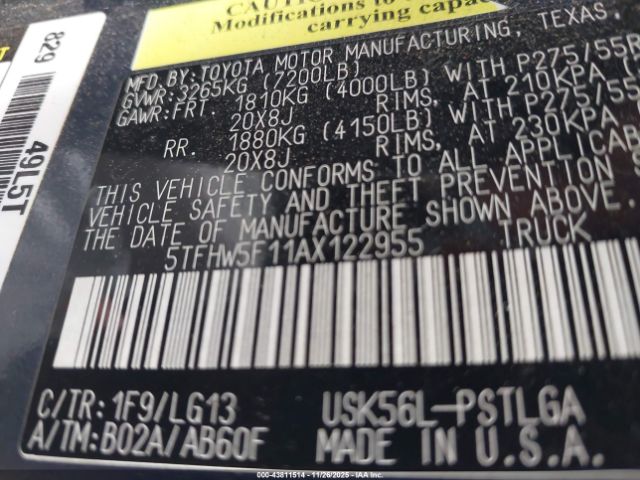 Modifications to
carrying capac
829
49L5T
MFD. BY: TOYOTA MOTOR MANUFACTURING, TEXAS,
GVWR: 3265KG (7200LB)
GAWR: FRT. 1810KG (4000LB) WITH P275/55
20X8J RIMS, AT 210KPA
RR. 1880KG (4150LB) WITH P275/55
20X8J RIMS, AT 230KPA
THIS VEHICLE CONFORMS TO ALL APPLICAB
VEHICLE SAFETY AND THEFT PREVENTION S
THE DATE OF MANUFACTURE SHOWN ABOVE.
5TFHW5F11AX122955 TRUCK
C/TR: 1F9/LG13 USK56L-PSTLGA
A/TM: B02A/AB60F MADE IN U.S.A.
000-43811514 | 11/26/2025 - IAAI, Inc.